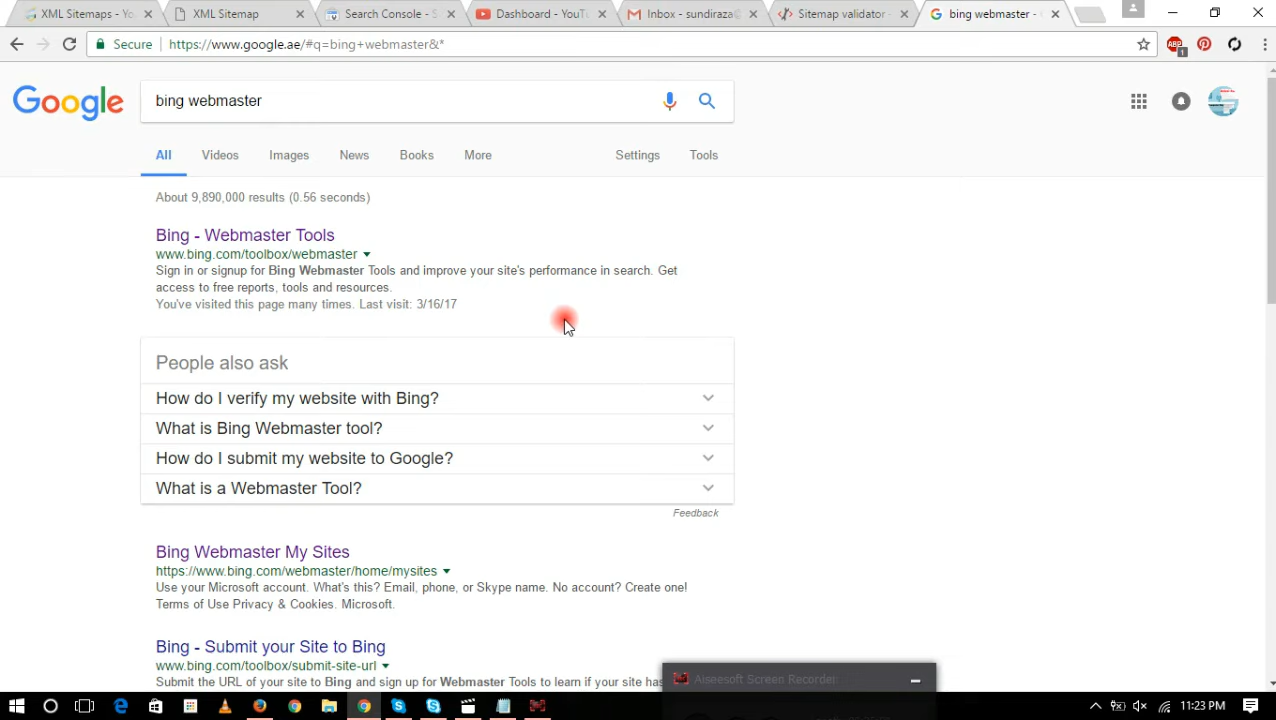 XML Sitemaps - Yo
XML Sitemap
Search Console - S
Dashboard - YouTu
Inbox - sundiraza@
Sitemap validator -
bing webmaster -
Secure
https://www.google.ae/#q=bing+webmaster&*
1
Google
bing webmaster
All
Videos
Images
News
Books
More
Settings
Tools
About 9,890,000 results (0.56 seconds)
Bing - Webmaster Tools
www.bing.com/toolbox/webmaster
Sign in or signup for Bing Webmaster Tools and improve your site's performance in search. Get
access to free reports, tools and resources.
You've visited this page many times. Last visit: 3/16/17
People also ask
How do I verify my website with Bing?
What is Bing Webmaster tool?
How do I submit my website to Google?
What is a Webmaster Tool?
Feedback
Bing Webmaster My Sites
https://www.bing.com/webmaster/home/mysites
Use your Microsoft account. What's this? Email, phone, or Skype name. No account? Create one!
Terms of Use Privacy & Cookies. Microsoft.
Bing - Submit your Site to Bing
www.bing.com/toolbox/submit-site-url
Submit the URL of your site to Bing and sign up for Webmaster Tools to learn if your site has
Aiseesoft Screen Recorder
11:23 PM